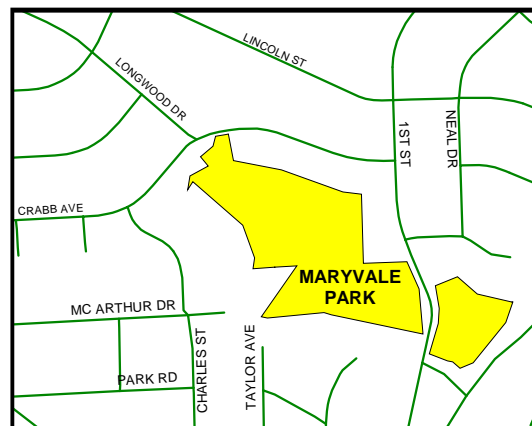 LINCOLN ST
LONGWOOD DR
1ST ST
NEAL DR
CRABB AVE
MARYVALE
PARK
MC ARTHUR DR
CHARLES ST
TAYLOR AVE
PARK RD